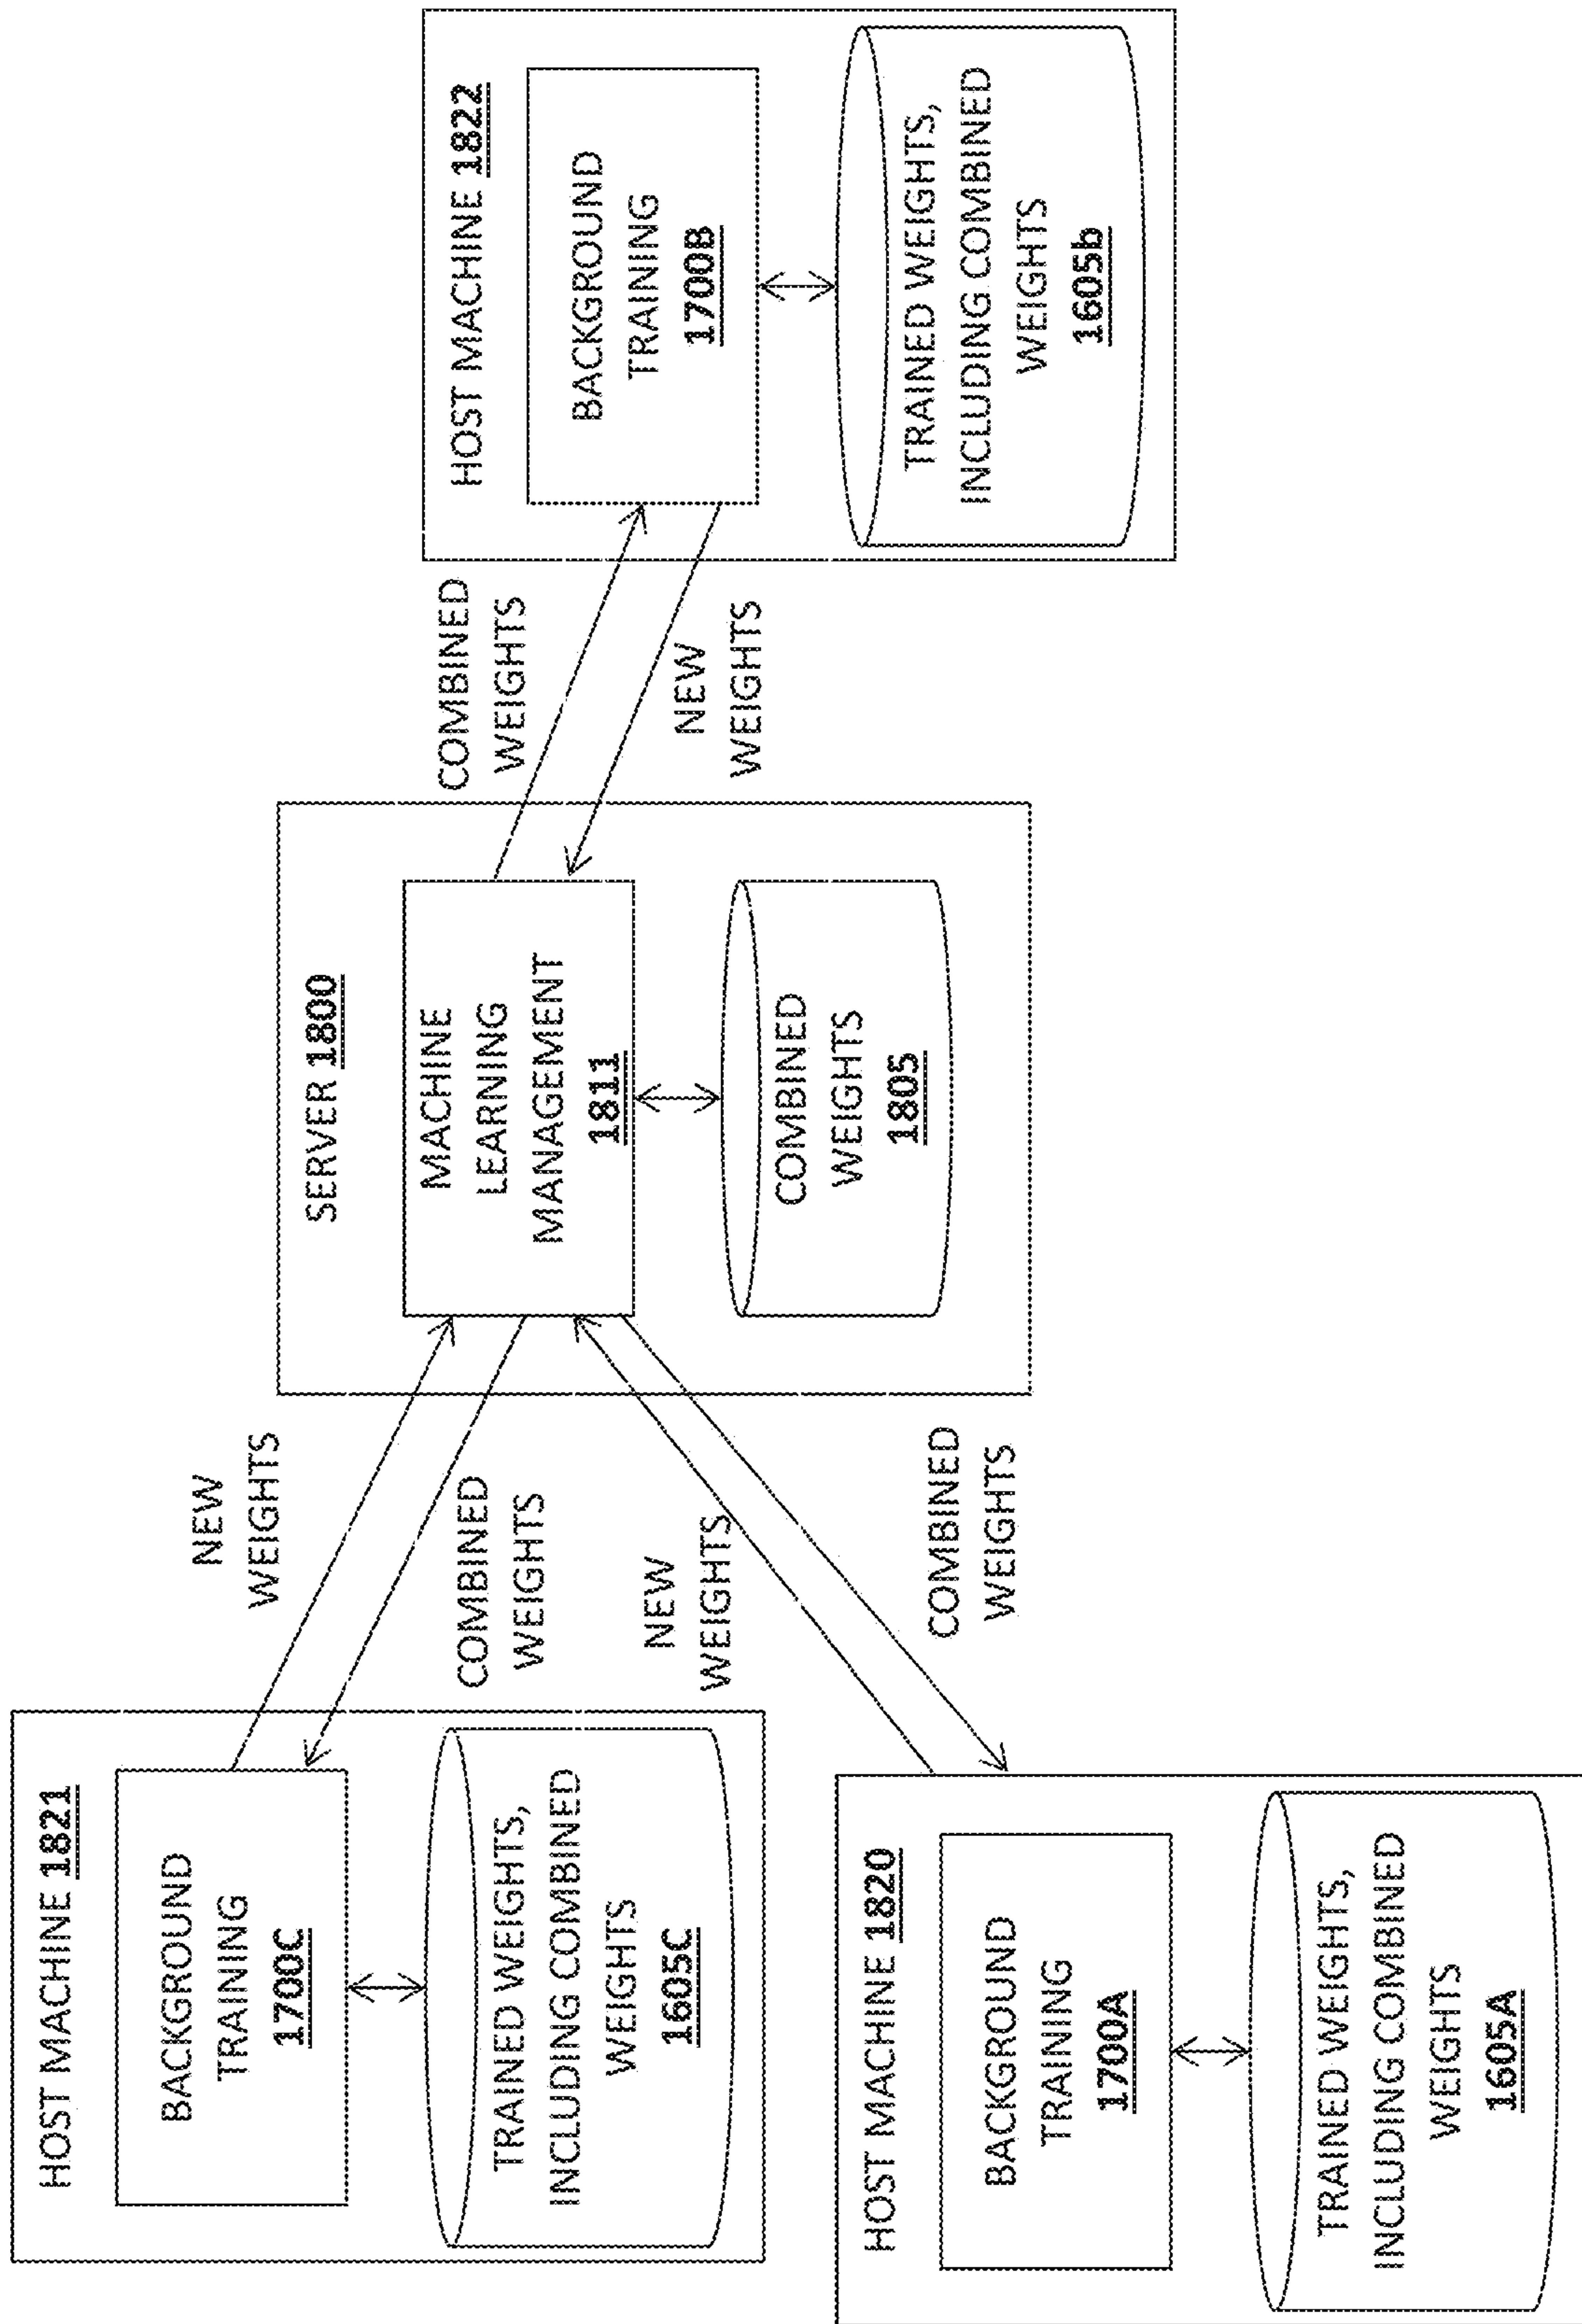 HOST MACHINE 1821
BACKGROUND
TRAINING
1700C
TRAINED WEIGHTS,
INCLUDING COMBINED
WEIGHTS
1605C
HOST MACHINE 1820
BACKGROUND
TRAINING
1700A
TRAINED WEIGHTS,
INCLUDING COMBINED
WEIGHTS
1605A
NEW
WEIGHTS
COMBINED
WEIGHTS
NEW
WEIGHTS
COMBINED
WEIGHTS
SERVER 1800
MACHINE
LEARNING
MANAGEMENT
1811
COMBINED
WEIGHTS
1805
COMBINED
WEIGHTS
NEW
WEIGHTS
HOST MACHINE 1822
BACKGROUND
TRAINING
1700B
TRAINED WEIGHTS,
INCLUDING COMBINED
WEIGHTS
1605b